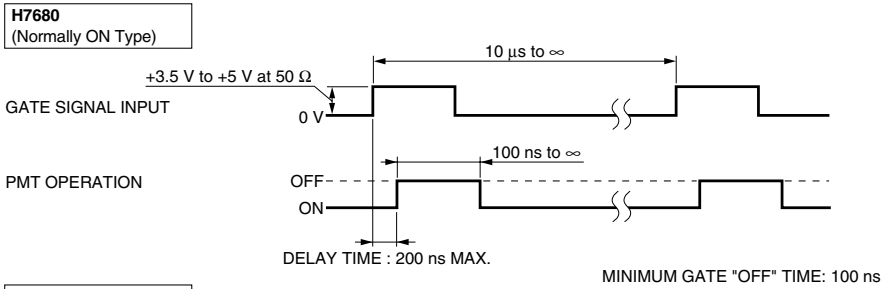 H7680
(Normally ON Type)
10 μs to ∞
+3.5 V to +5 V at 50 Ω
GATE SIGNAL INPUT
0 V
100 ns to ∞
PMT OPERATION
OFF
ON
DELAY TIME : 200 ns MAX.
MINIMUM GATE "OFF" TIME: 100 ns